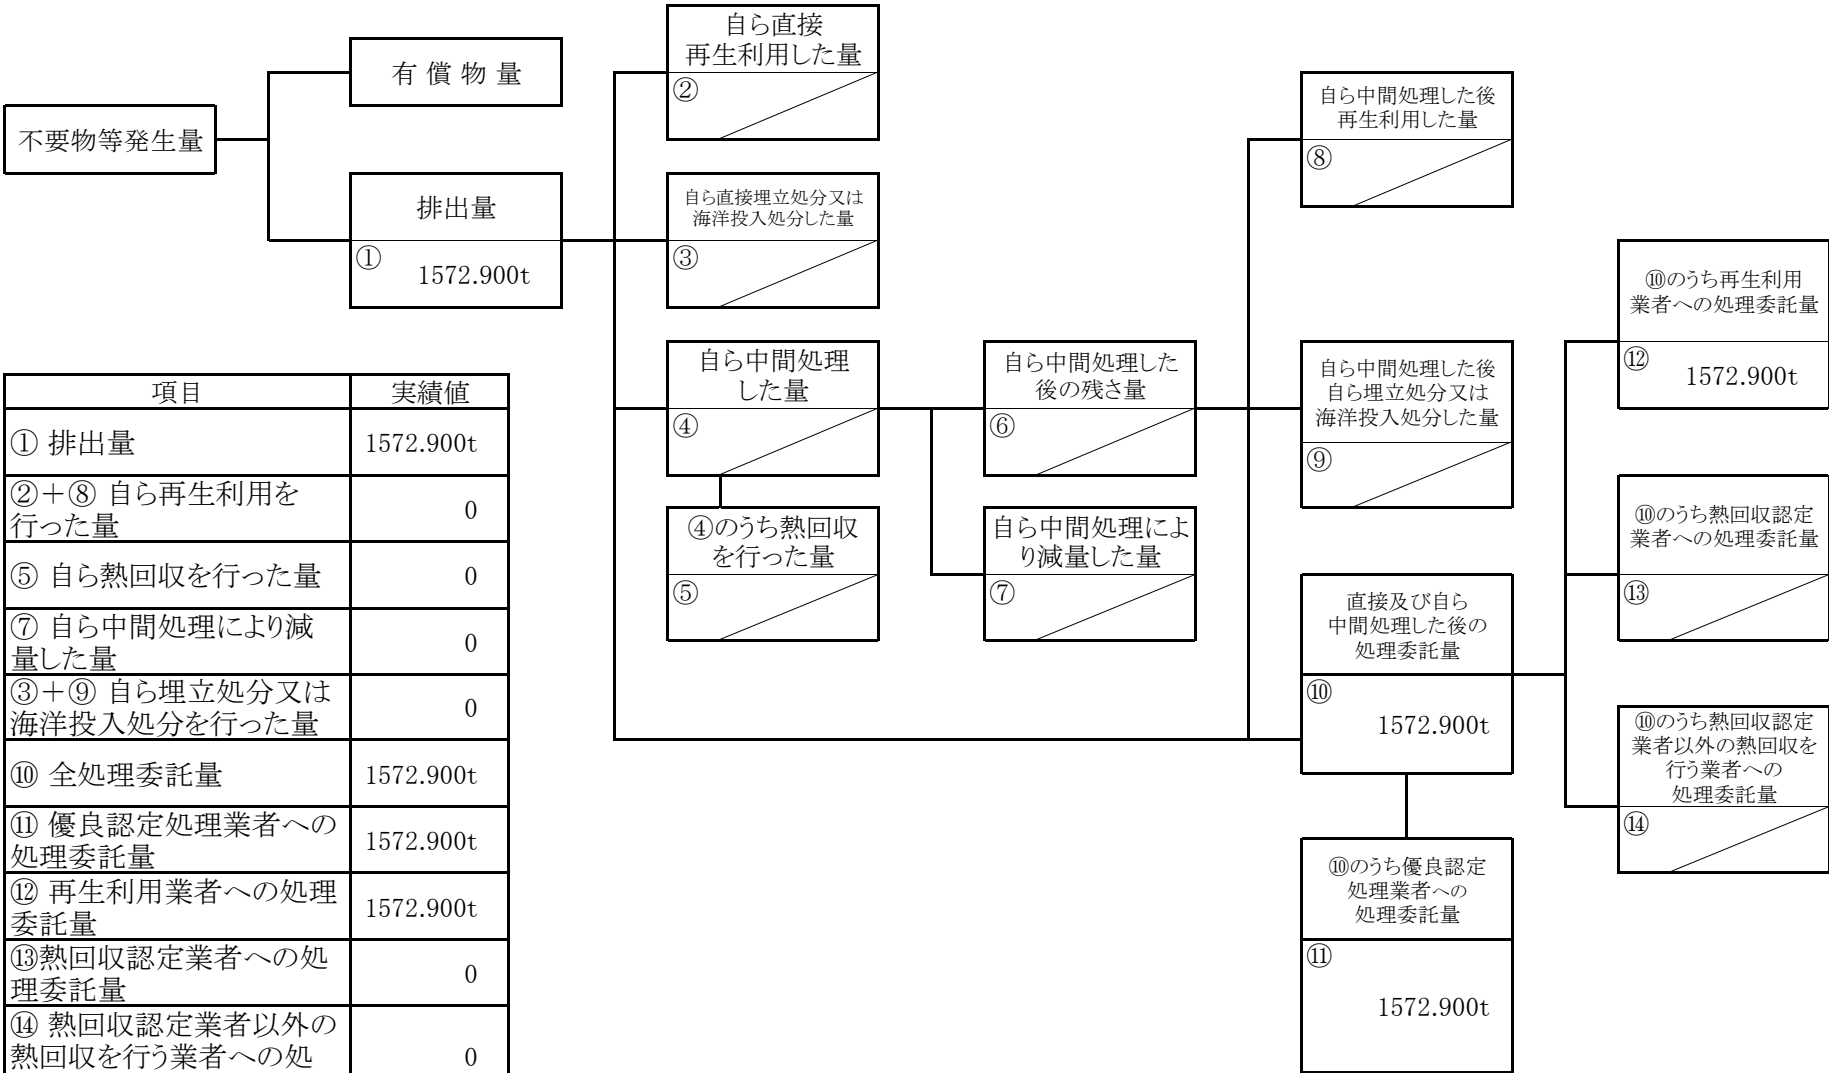 不要物等発生量
有 償 物 量
排出量
①
1572.900t
自ら直接
再生利用した量
②
自ら直接埋立処分又は
海洋投入処分した量
③
自ら中間処理
した量
④
④のうち熱回収
を行った量
⑤
自ら中間処理した
後の残さ量
⑥
自ら中間処理によ
り減量した量
⑦
自ら中間処理した後
再生利用した量
⑧
自ら中間処理した後
自ら埋立処分又は
海洋投入処分した量
⑨
直接及び自ら
中間処理した後の
処理委託量
⑩
1572.900t
⑩のうち優良認定
処理業者への
処理委託量
⑪
1572.900t
⑩のうち再生利用
業者への処理委託量
⑫
1572.900t
⑩のうち熱回収認定
業者への処理委託量
⑬
⑩のうち熱回収認定
業者以外の熱回収を
行う業者への
処理委託量
⑭
項目 実績値
① 排出量 1572.900t
②＋⑧ 自ら再生利用を
行った量 0
⑤ 自ら熱回収を行った量 0
⑦ 自ら中間処理により減
量した量 0
③＋⑨ 自ら埋立処分又は
海洋投入処分を行った量 0
⑩ 全処理委託量 1572.900t
⑪ 優良認定処理業者への
処理委託量 1572.900t
⑫ 再生利用業者への処理
委託量 1572.900t
⑬熱回収認定業者への処
理委託量 0
⑭ 熱回収認定業者以外の
熱回収を行う業者への処 0